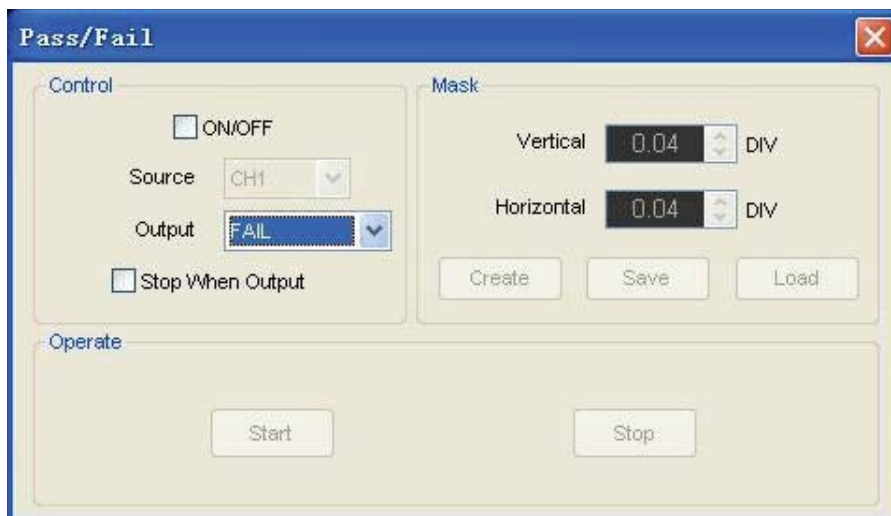 Pass/Fail
Control
ON/OFF
Source CH1
Output FAIL
Stop When Output
Mask
Vertical 0.04 DIV
Horizontal 0.04 DIV
Create Save Load
Operate
Start Stop